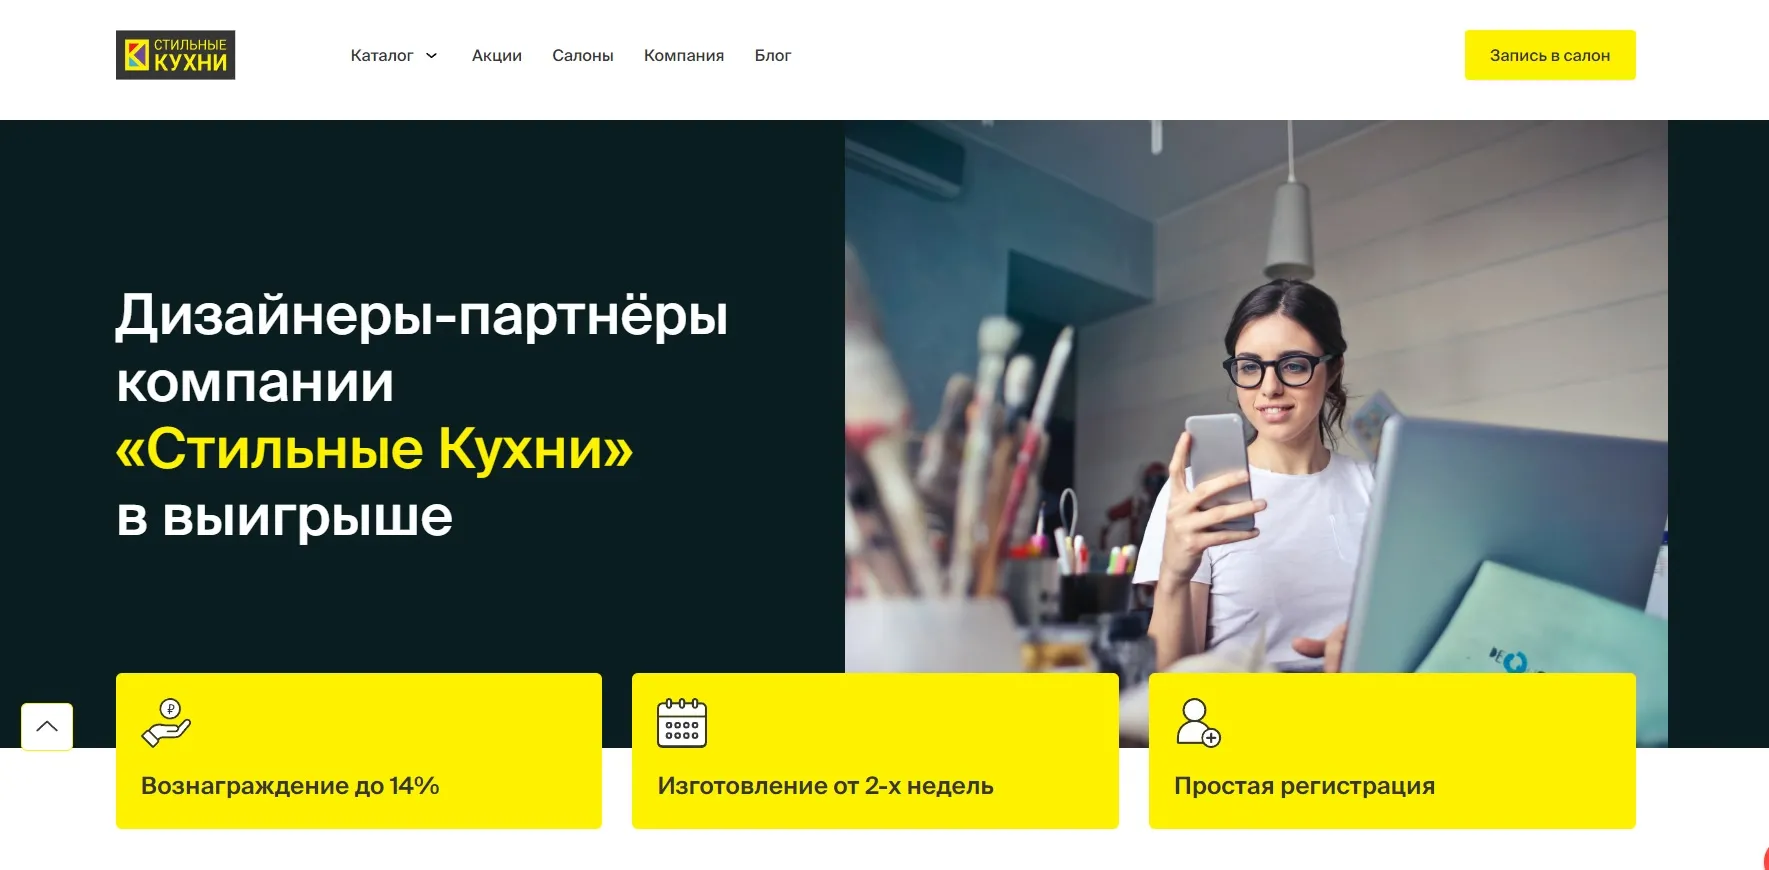 СТИЛЬНЫЕ
КУХНИ
Каталог
Акции
Салоны
Компания
Блог
Запись в салон
Дизайнеры-партнёры
компании
«Стильные Кухни»
в выигрыше
₽
Вознаграждение до 14%
Изготовление от 2-х недель
Простая регистрация